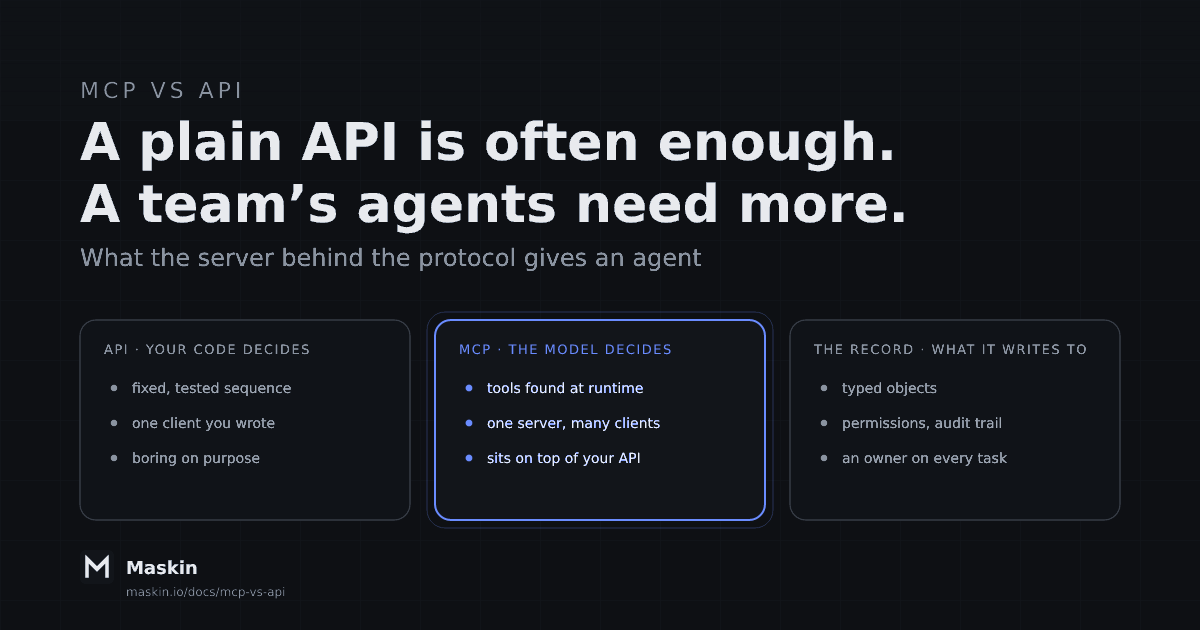 MCP VS API
A plain API is often enough.
A team’s agents need more.
What the server behind the protocol gives an agent
API · YOUR CODE DECIDES
fixed, tested sequence
one client you wrote
boring on purpose
MCP · THE MODEL DECIDES
tools found at runtime
one server, many clients
sits on top of your API
THE RECORD · WHAT IT WRITES TO
typed objects
permissions, audit trail
an owner on every task
Maskin
maskin.io/docs/mcp-vs-api